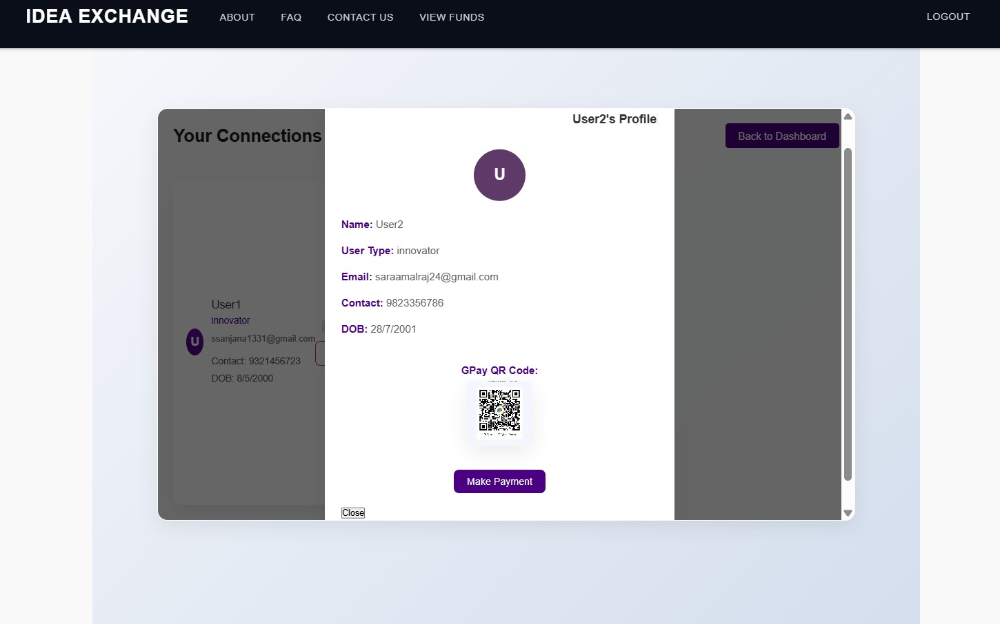 IDEA EXCHANGE
ABOUT
FAQ
CONTACT US
VIEW FUNDS
LOGOUT
Your Connections
Back to Dashboard
User1
innovator
U
ssanjana1331@gmail.com
Contact: 9321456723
DOB: 8/5/2000
User2's Profile
U
Name: User2
User Type: innovator
Email: saraamalraj24@gmail.com
Contact: 9823356786
DOB: 28/7/2001
GPay QR Code:
Make Payment
Close